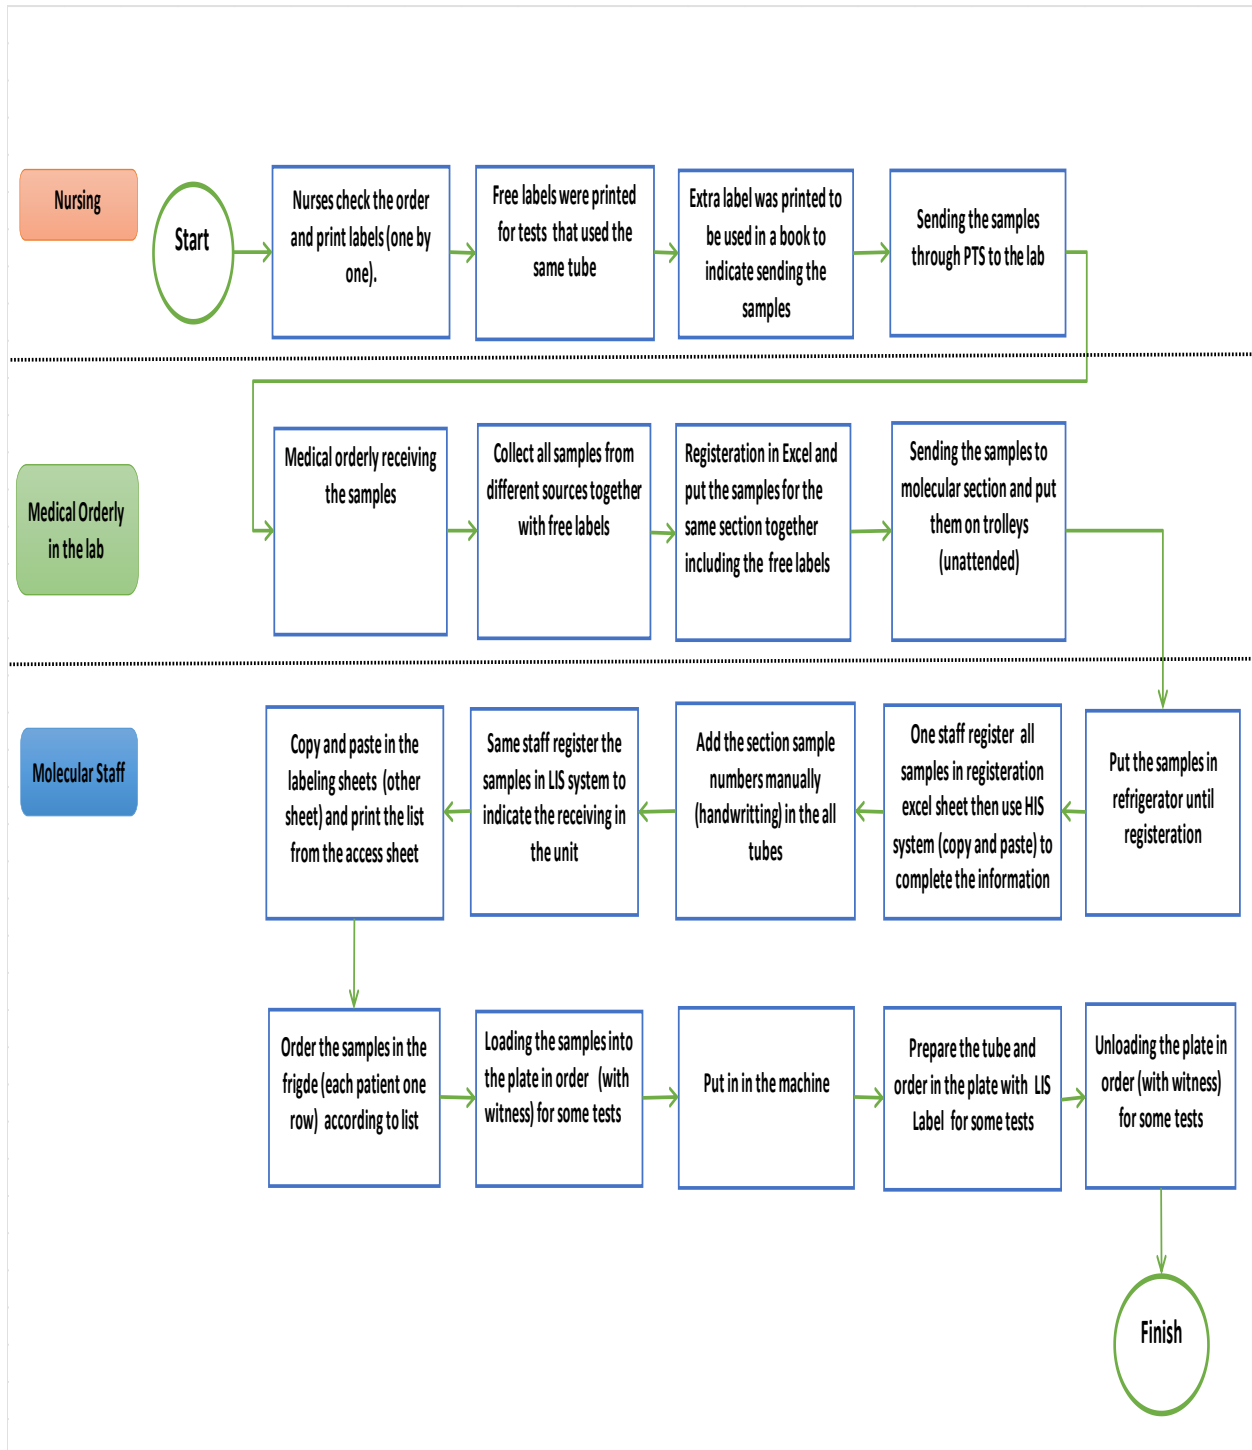 Nursing
Start
Nurses check the order
and print labels (one by
one).
Free labels were printed
for tests that used the
same tube
Extra label was printed to
be used in a book to
indicate sending the
samples
Sending the samples
through PTS to the lab
Medical Orderly
in the lab
Medical orderly receiving
the samples
Collect all samples from
different sources together
with free labels
Registeration in Excel and
put the samples for the
same section together
including the free labels
Sending the samples to
molecular section and put
them on trolleys
(unattended)
Molecular Staff
Put the samples in
refrigerator until
registeration
One staff register all
samples in registeration
excel sheet then use HIS
system (copy and paste) to
complete the information
Add the section sample
numbers manually
(handwritting) in the all
tubes
Same staff register the
samples in LIS system to
indicate the receiving in
the unit
Copy and paste in the
labeling sheets (other
sheet) and print the list
from the access sheet
Order the samples in the
frigde (each patient one
row) according to list
Loading the samples into
the plate in order (with
witness) for some tests
Put in in the machine
Prepare the tube and
order in the plate with LIS
Label for some tests
Unloading the plate in
order (with witness)
for some tests
Finish